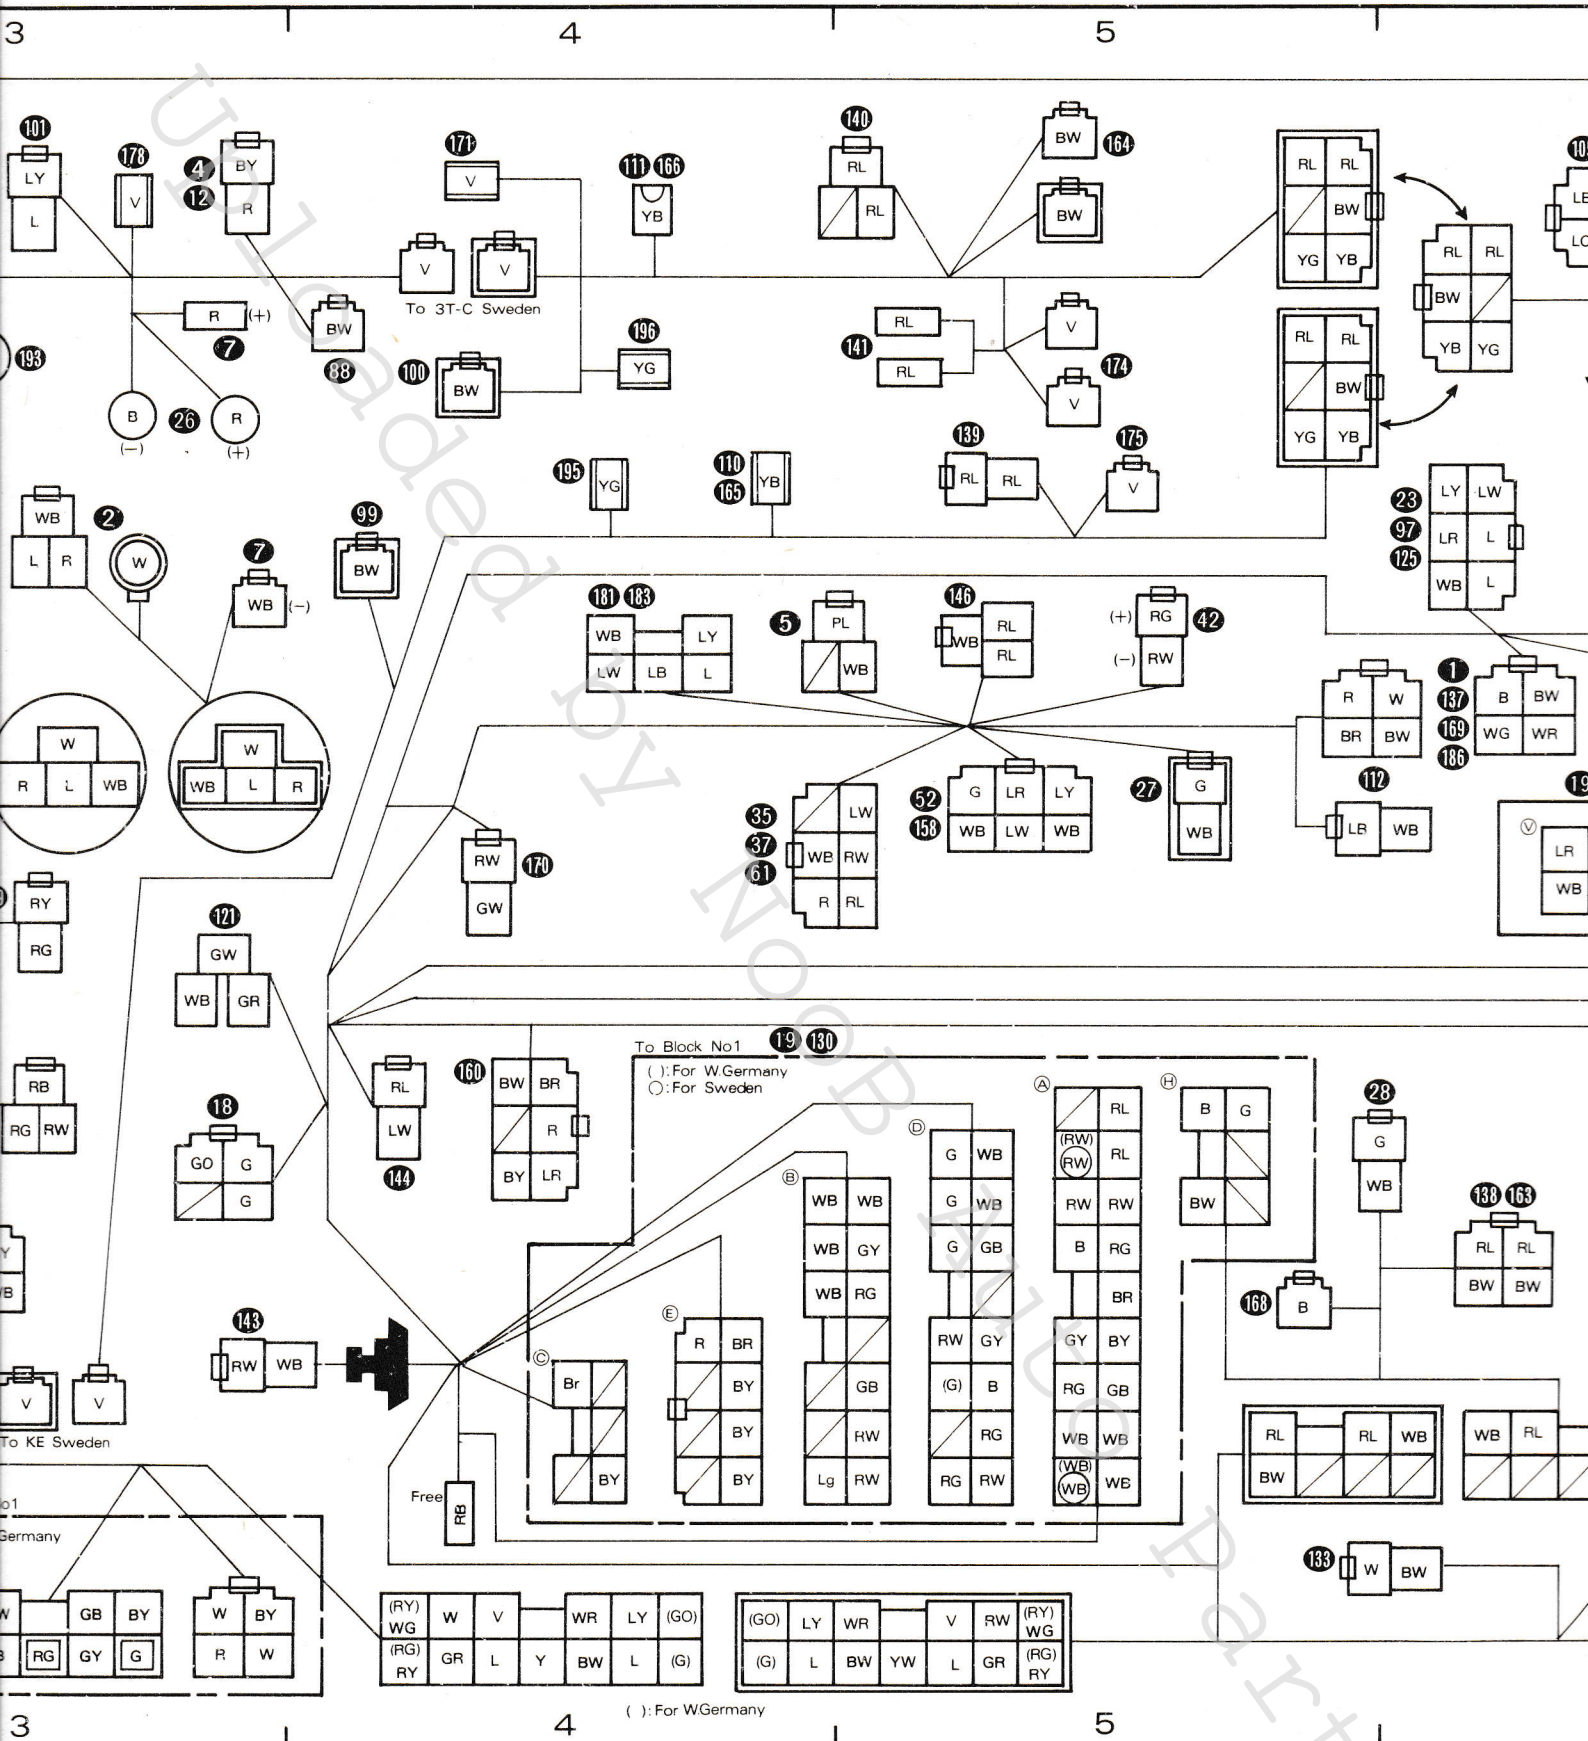 3 4 5
101 178 4 12 171 111 166 140 164
LY V BY V YB RL BW RL RL
L R RL BW BW
V V YG YB RL RL
To 3T-C Sweden
R (+) BW BW
7 88 100 196 141 RL V RL RL YB YG
193 BW YG RL 174 BW
B 26 R V YG YB
(−) (+)
139 175
195 YG 110 165 YB RL RL V 23 97 125 LY LW
WB 2 99 LR L
L R W 7 BW WB L
WB (−)
181 183 5 146 42
WB LY PL RL (+) RG
LW LB L WB WB RL (−) RW
R W 1 137 169 186 B BW
BR BW WG WR
W W 27 G 112
R L WB WB L R 35 37 61 LW 52 158 G LR LY WB LB WB
WB RW WB LW WB
R RL
Ⓥ
LR
WB
RY RW 170
RG GW
121
GW
WB GR
To Block No1 19 130
( ): For W.Germany
○: For Sweden
RB RL 160 BW BR
RG RW 18 LW R
GO G 144 BY LR
G
Ⓐ Ⓗ 28
RL B G G
(RW) RW RL BW WB
RW RW 138 163
B RG RL RL
BR BW BW
GY BY 168 B
RG GB
WB WB
(WB) WB WB
Ⓓ
G WB
G WB
G GB
RW GY
(G) B
RG
RG RW
Ⓑ
WB WB
WB GY
WB RG
GB
RW
Lg RW
Ⓔ
R BR
BY
BY
BY
Ⓒ
Br
BY
143
RW WB
V V
To KE Sweden
Free RB
RL RL WB WB RL
BW
133 W BW
Germany
GB BY W BY
RG GY G R W
(RY) WG W V WR LY (GO)
(RG) RY GR L Y BW L (G)
(GO) LY WR V RW (RY) WG
(G) L BW YW L GR (RG) RY
( ): For W.Germany
3 4 5
Uploaded by NooB Auto Part